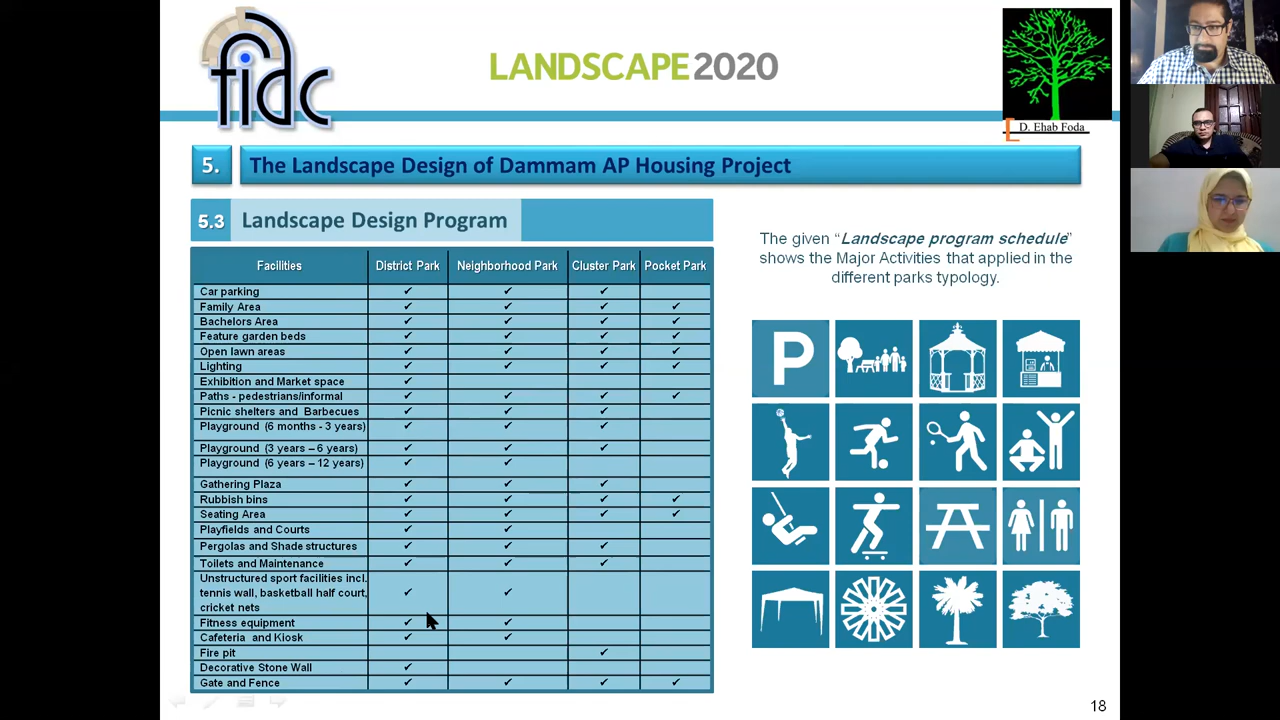 fidc
LANDSCAPE2020
D. Ehab Foda
5. The Landscape Design of Dammam AP Housing Project
5.3 Landscape Design Program
Facilities District Park Neighborhood Park Cluster Park Pocket Park
Car parking ✓ ✓ ✓
Family Area ✓ ✓ ✓ ✓
Bachelors Area ✓ ✓ ✓ ✓
Feature garden beds ✓ ✓ ✓ ✓
Open lawn areas ✓ ✓ ✓ ✓
Lighting ✓ ✓ ✓ ✓
Exhibition and Market space ✓
Paths - pedestrians/informal ✓ ✓ ✓ ✓
Picnic shelters and Barbecues ✓ ✓ ✓
Playground (6 months - 3 years) ✓ ✓ ✓
Playground (3 years – 6 years) ✓ ✓ ✓
Playground (6 years – 12 years) ✓ ✓
Gathering Plaza ✓ ✓ ✓
Rubbish bins ✓ ✓ ✓ ✓
Seating Area ✓ ✓ ✓ ✓
Playfields and Courts ✓ ✓
Pergolas and Shade structures ✓ ✓ ✓
Toilets and Maintenance ✓ ✓ ✓
Unstructured sport facilities incl.
tennis wall, basketball half court, ✓ ✓
cricket nets
Fitness equipment ✓ ✓
Cafeteria and Kiosk ✓ ✓
Fire pit ✓
Decorative Stone Wall ✓
Gate and Fence ✓ ✓ ✓ ✓
The given “Landscape program schedule”
shows the Major Activities that applied in the
different parks typology.
P
18